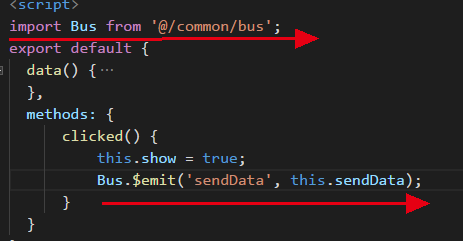 <script>
import Bus from '@/common/bus';
export default {
data() {···
},
methods: {
clicked() {
this.show = true;
Bus.$emit('sendData', this.sendData);
}
}